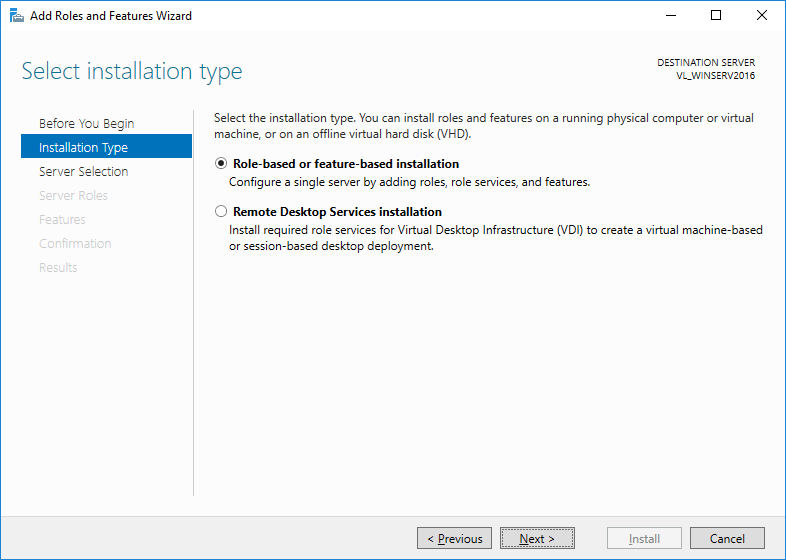 Add Roles and Features Wizard
Select installation type
DESTINATION SERVER
VL_WINSERV2016
Before You Begin
Installation Type
Server Selection
Server Roles
Features
Confirmation
Results
Select the installation type. You can install roles and features on a running physical computer or virtual
machine, or on an offline virtual hard disk (VHD).
Role-based or feature-based installation
Configure a single server by adding roles, role services, and features.
Remote Desktop Services installation
Install required role services for Virtual Desktop Infrastructure (VDI) to create a virtual machine-based
or session-based desktop deployment.
< Previous
Next >
Install
Cancel